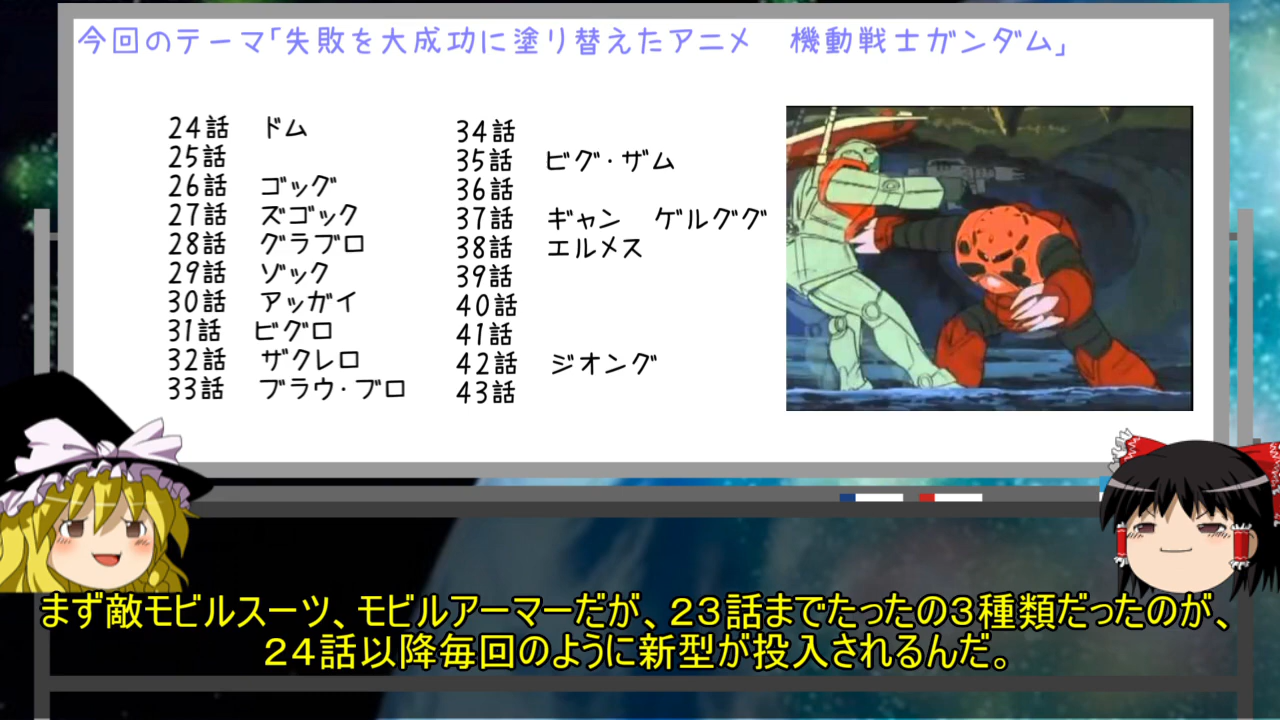 今回のテーマ「失敗を大成功に塗り替えたアニメ　機動戦士ガンダム」
24話　ドム
25話
26話　ゴッグ
27話　ズゴック
28話　グラブロ
29話　ゾック
30話　アッガイ
31話　ビグロ
32話　ザクレロ
33話　ブラウ・ブロ
34話
35話　ビグ・ザム
36話
37話　ギャン　ゲルググ
38話　エルメス
39話
40話
41話
42話　ジオング
43話
まず敵モビルスーツ、モビルアーマーだが、２３話までたったの３種類だったのが、
２４話以降毎回のように新型が投入されるんだ。